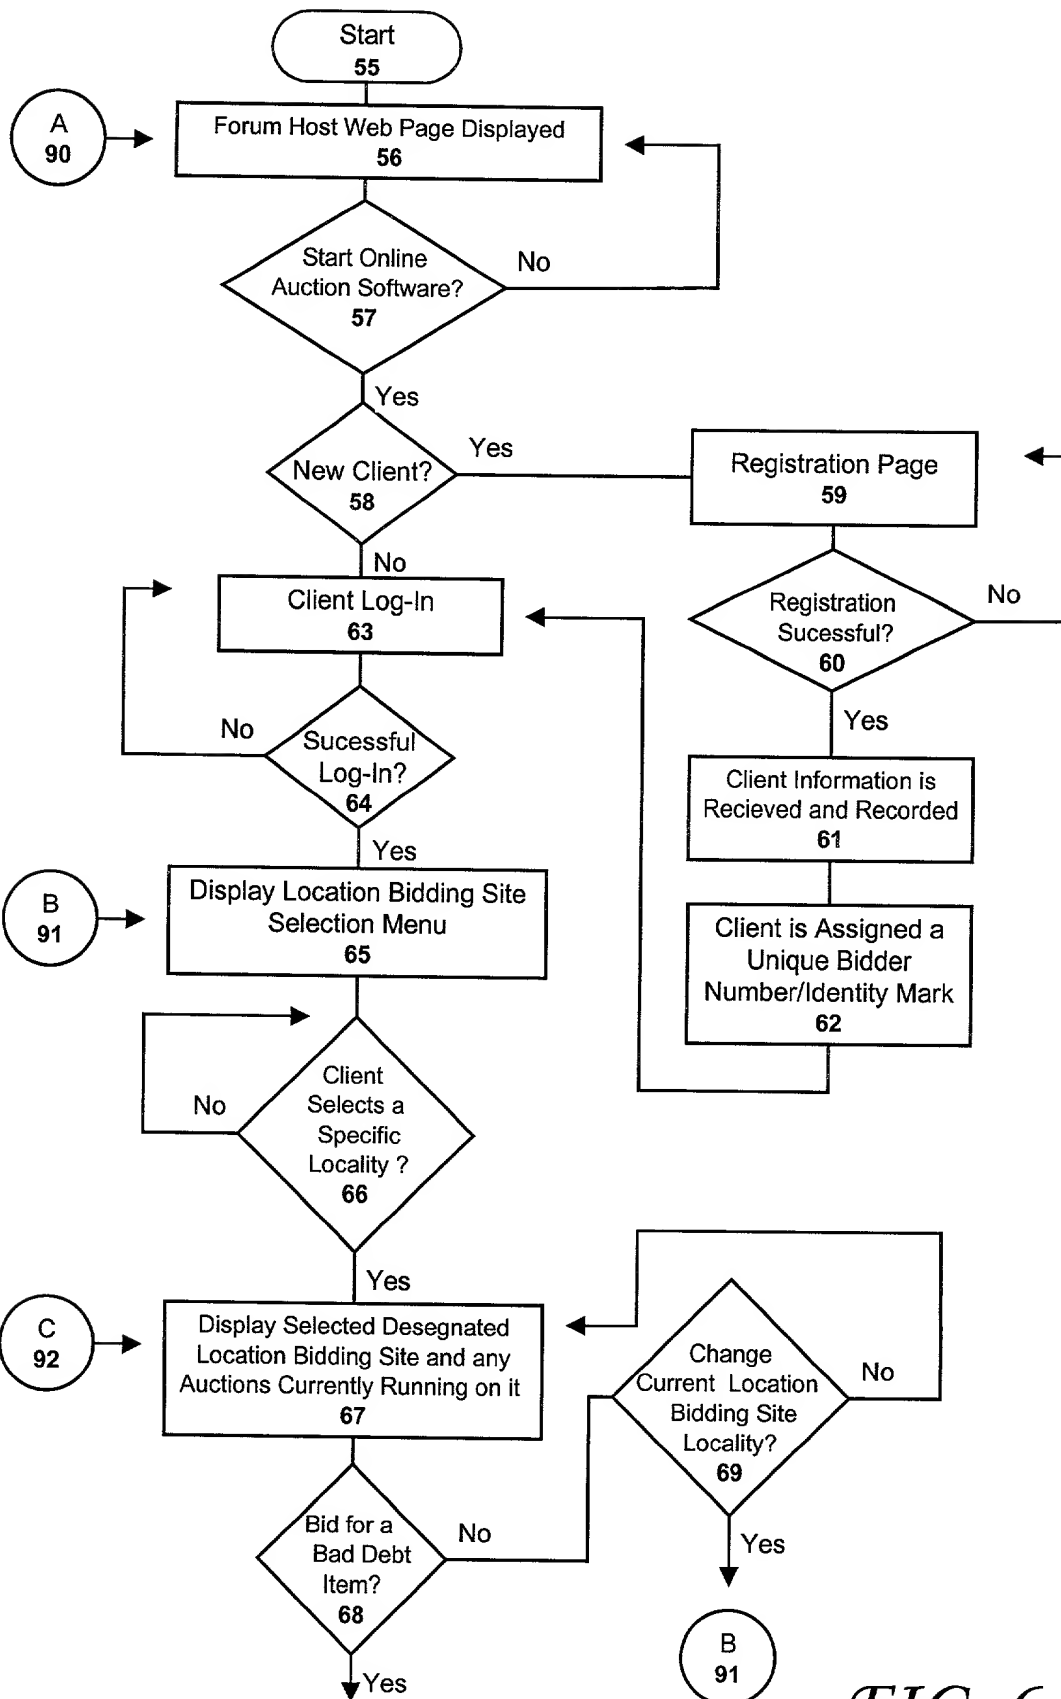 Start
55
A
90
Forum Host Web Page Displayed
56
Start Online
Auction Software?
57
No
Yes
New Client?
58
Yes
Registration Page
59
No
Client Log-In
63
Registration
Sucessful?
60
No
Yes
No
Sucessful
Log-In?
64
Yes
Client Information is
Recieved and Recorded
61
B
91
Display Location Bidding Site
Selection Menu
65
Client is Assigned a
Unique Bidder
Number/Identity Mark
62
Client
Selects a
Specific
Locality ?
66
No
Yes
C
92
Display Selected Desegnated
Location Bidding Site and any
Auctions Currently Running on it
67
Change
Current Location
Bidding Site
Locality?
69
No
Bid for a
Bad Debt
Item?
68
No
Yes
Yes
B
91